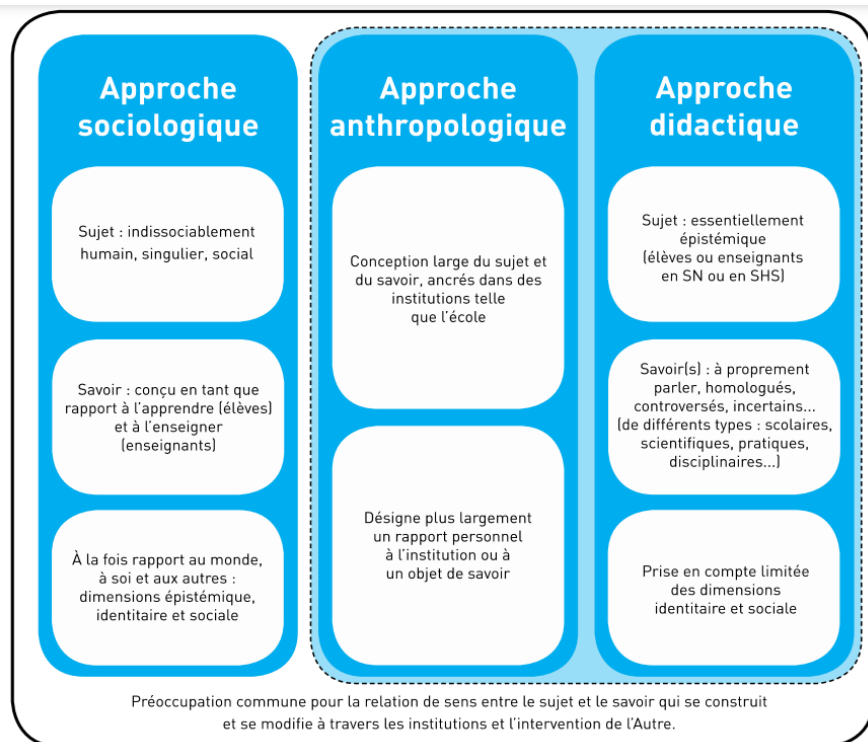 Approche
sociologique
Sujet : indissociablement
humain, singulier, social
Savoir : conçu en tant que
rapport à l’apprendre (élèves)
et à l’enseigner
(enseignants)
À la fois rapport au monde,
à soi et aux autres :
dimensions épistémique,
identitaire et sociale
Approche
anthropologique
Conception large du sujet et
du savoir, ancrés dans des
institutions telle
que l’école
Désigne plus largement
un rapport personnel
à l’institution ou à
un objet de savoir
Approche
didactique
Sujet : essentiellement
épistémique
(élèves ou enseignants
en SN ou en SHS)
Savoir(s) : à proprement
parler, homologués,
controversés, incertains...
(de différents types : scolaires,
scientifiques, pratiques,
disciplinaires...)
Prise en compte limitée
des dimensions
identitaire et sociale
Préoccupation commune pour la relation de sens entre le sujet et le savoir qui se construit
et se modifie à travers les institutions et l’intervention de l’Autre.